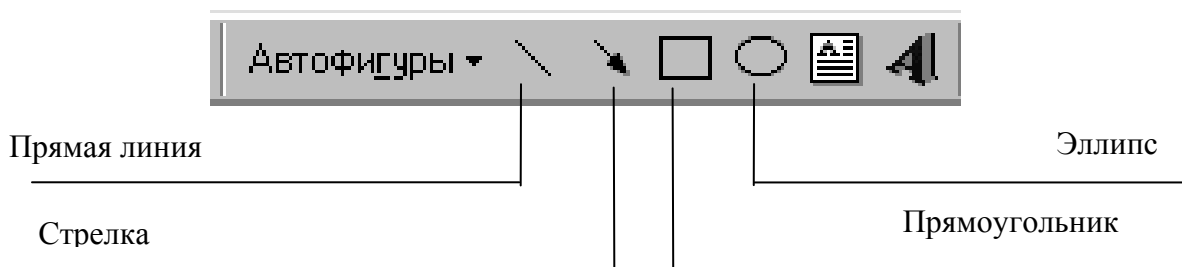 Автофигуры
Прямая линия
Эллипс
Стрелка
Прямоугольник